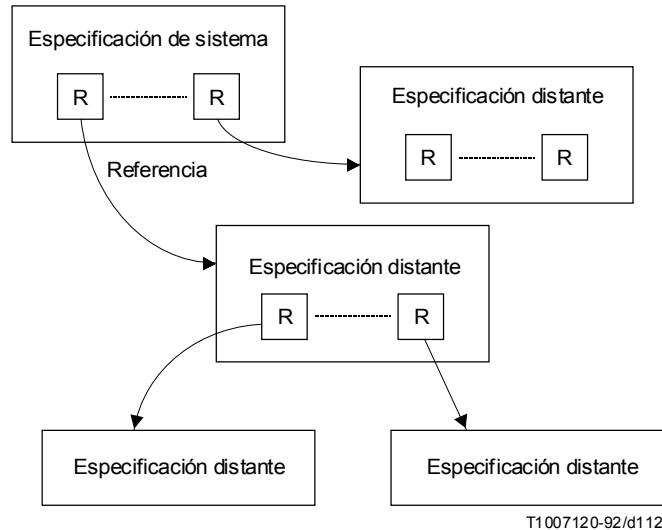 Especificación de sistema
R
R
Especificación distante
R
R
Referencia
Especificación distante
R
R
Especificación distante
Especificación distante
T1007120-92/d112